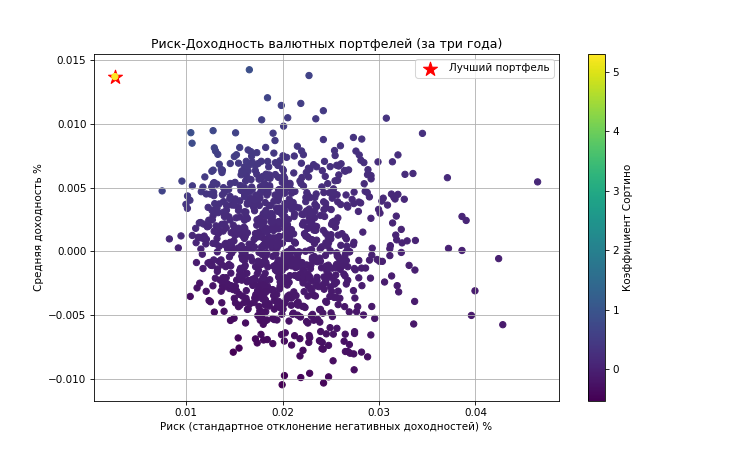 Риск-Доходность валютных портфелей (за три года)
Лучший портфель
0.015
0.010
0.005
0.000
−0.005
−0.010
Средняя доходность %
0.01 0.02 0.03 0.04
Риск (стандартное отклонение негативных доходностей) %
5
4
3
2
1
0
Коэффициент Сортино